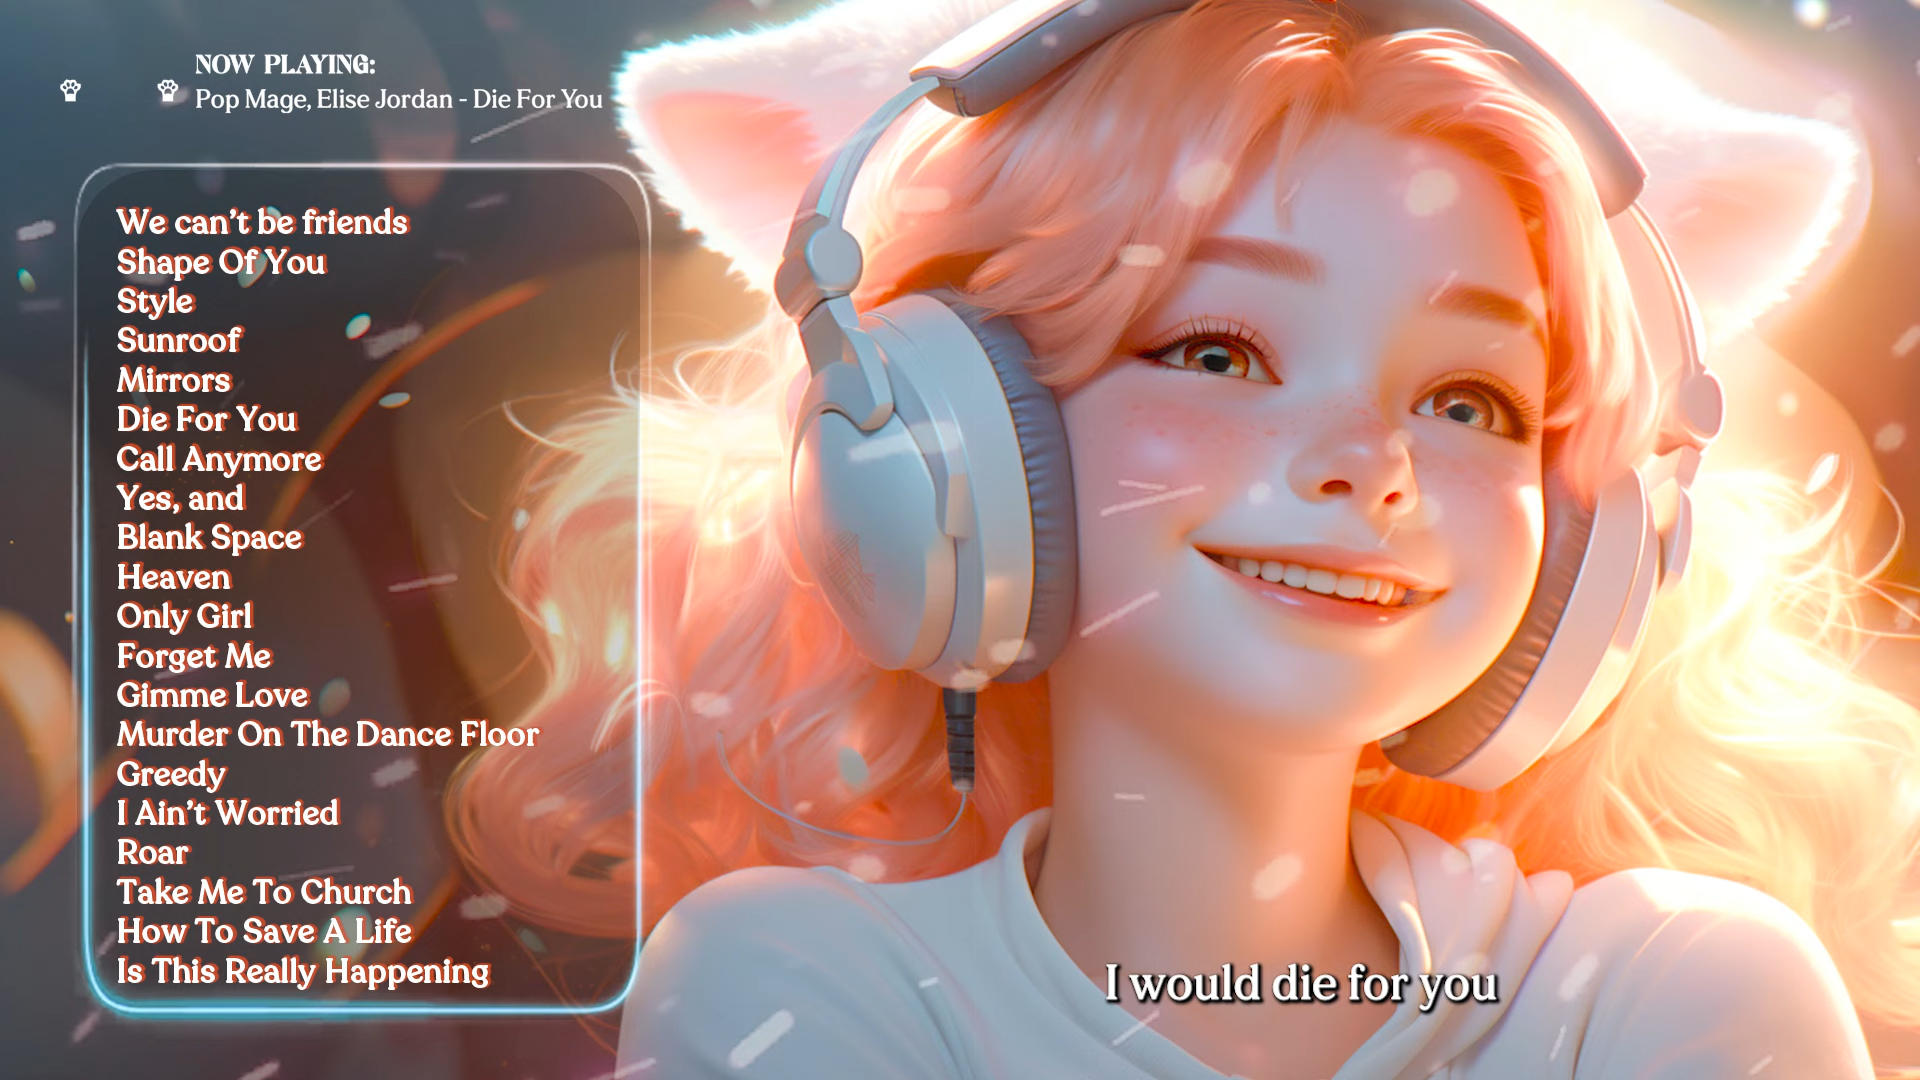 NOW PLAYING:
Pop Mage, Elise Jordan - Die For You
We can't be friends
Shape Of You
Style
Sunroof
Mirrors
Die For You
Call Anymore
Yes, and
Blank Space
Heaven
Only Girl
Forget Me
Gimme Love
Murder On The Dance Floor
Greedy
I Ain't Worried
Roar
Take Me To Church
How To Save A Life
Is This Really Happening
I would die for you